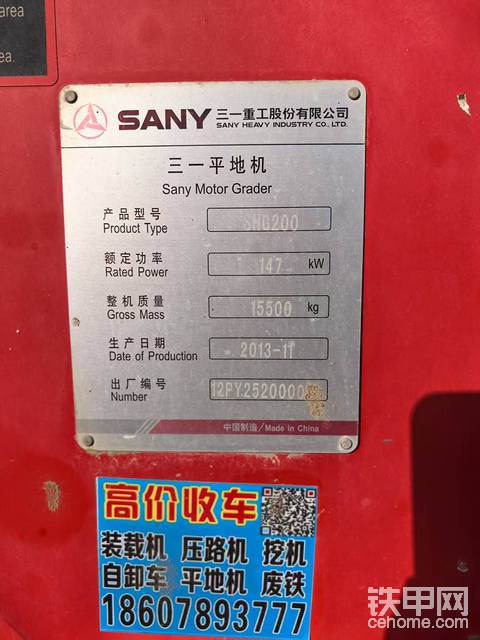 area
ea.
SANY 三一重工股份有限公司
SANY HEAVY INDUSTRY CO., LTD.
三一平地机
Sany Motor Grader
产品型号 SHG200
Product Type
额定功率 147 kW
Rated Power
整机质量 15500 kg
Gross Mass
生产日期 2013-11
Date of Production
出厂编号
Number
中国制造/Made in China
高价收车
装载机 压路机 挖机
自卸车 平地机 废铁
18607893777
铁甲网
cehome.com